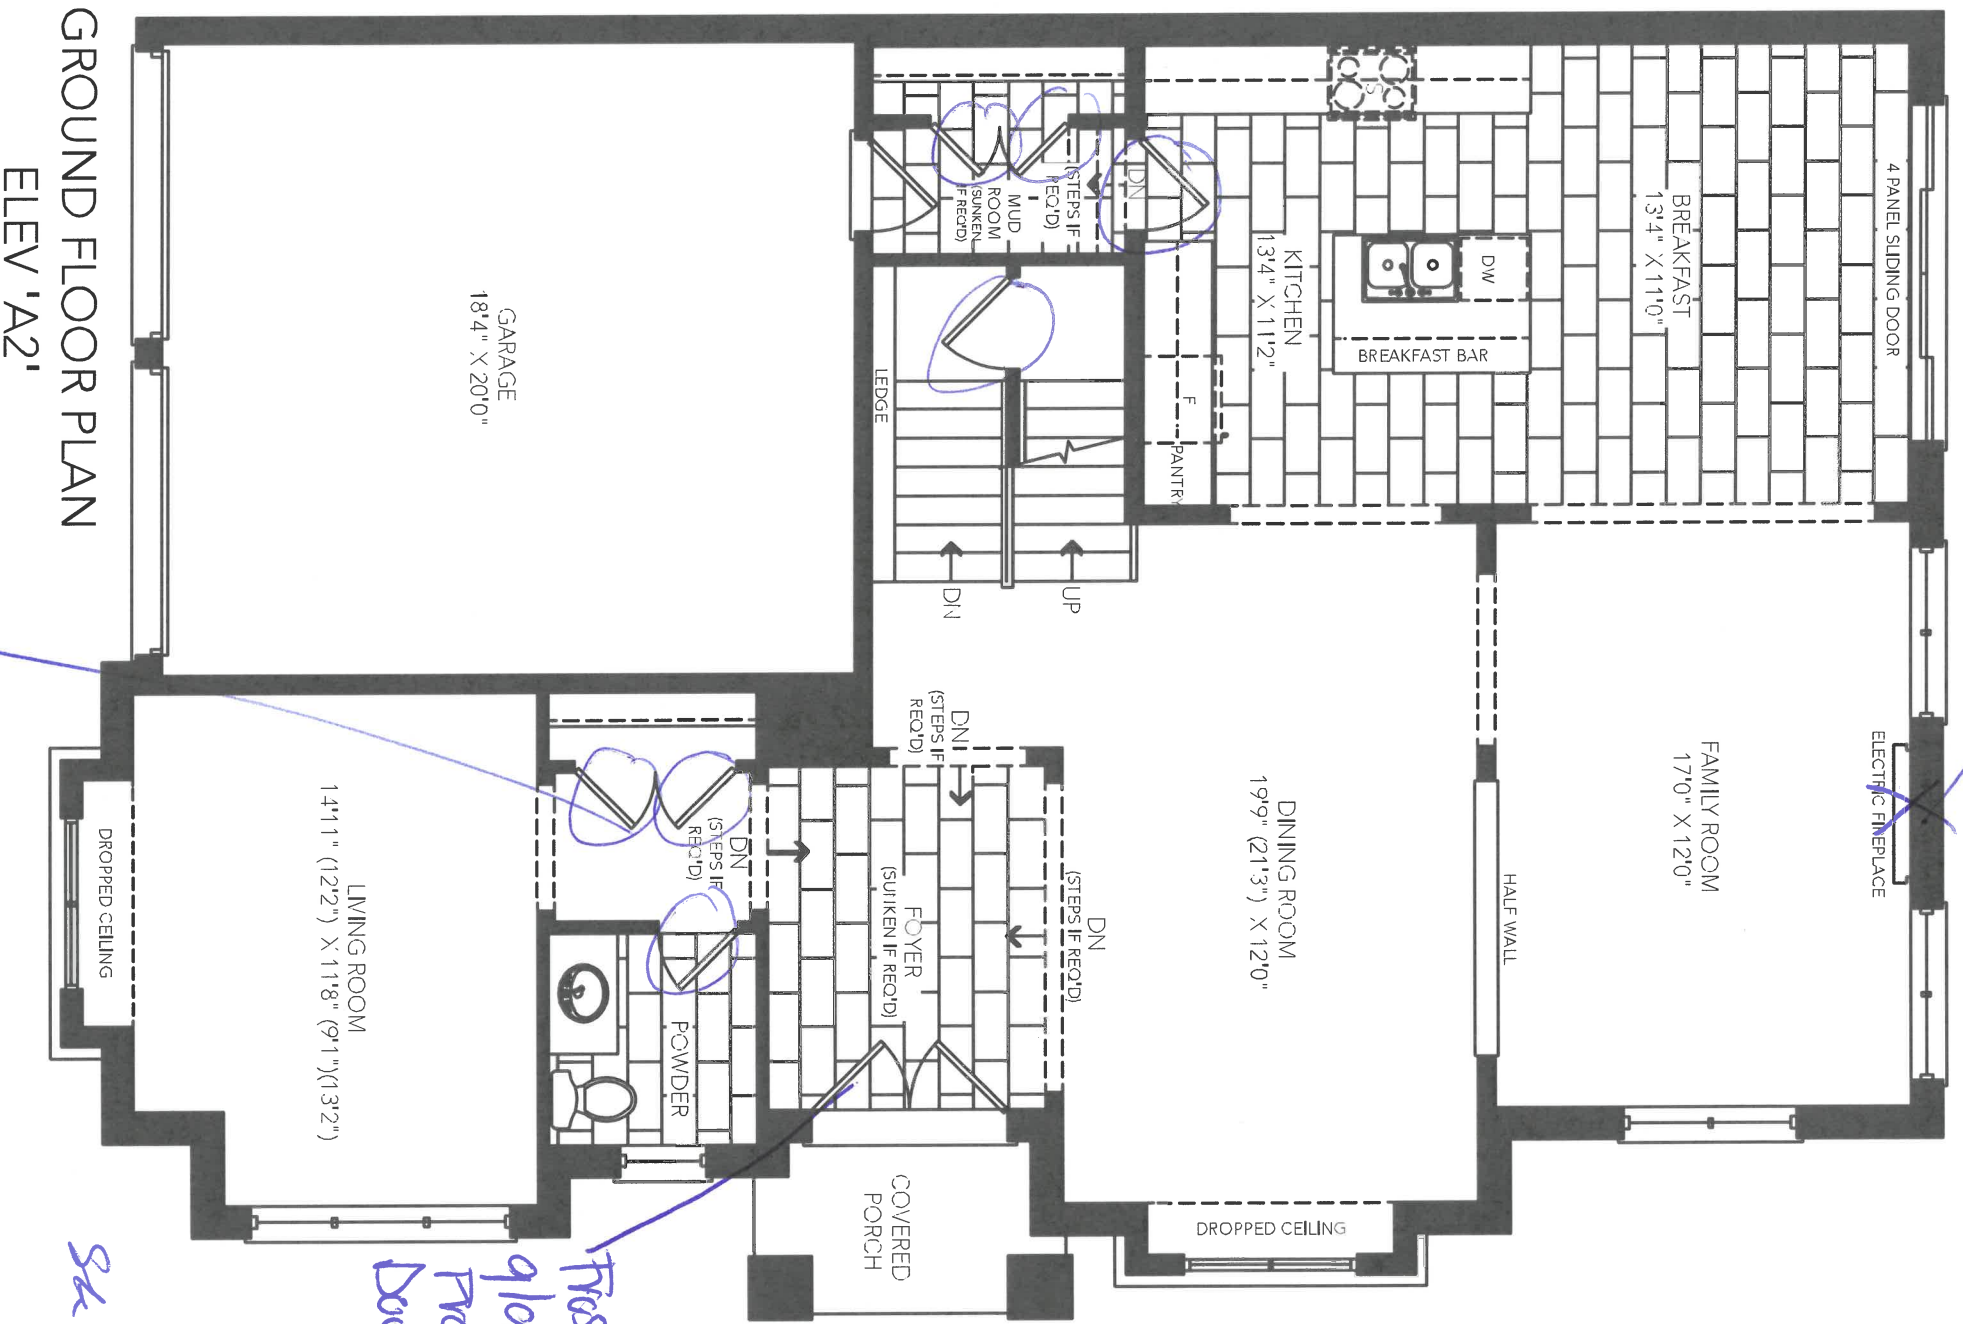 GROUND FLOOR PLAN
ELEV 'A2'
GARAGE
18'4" X 20'0"
MUD
ROOM
(SUNKEN
IF REQ'D)
DN
(STEPS IF
REQ'D)
LEDGE
DN
UP
S
KITCHEN
13'4" X 11'2"
DW
BREAKFAST BAR
F
PANTRY
BREAKFAST
13'4" X 11'0"
4 PANEL SLIDING DOOR
FAMILY ROOM
17'0" X 12'0"
ELECTRIC FIREPLACE
HALF WALL
DINING ROOM
19'9" (21'3") X 12'0"
DROPPED CEILING
DN
(STEPS IF REQ'D)
DN
(STEPS IF
REQ'D)
FOYER
(SUNKEN IF REQ'D)
DN
(STEPS IF
REQ'D)
POWDER
COVERED
PORCH
LIVING ROOM
14'11" (12'2") X 11'8" (9'1")(13'2")
DROPPED CEILING